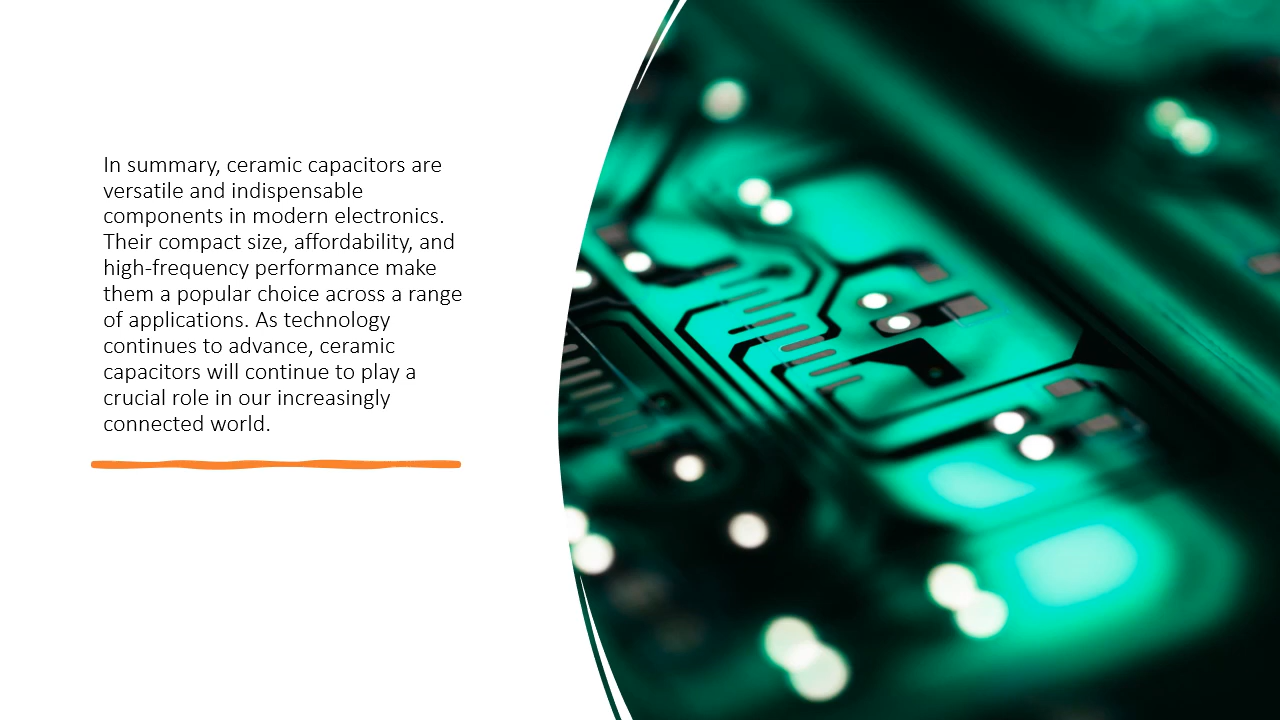 In summary, ceramic capacitors are
versatile and indispensable
components in modern electronics.
Their compact size, affordability, and
high-frequency performance make
them a popular choice across a range
of applications. As technology
continues to advance, ceramic
capacitors will continue to play a
crucial role in our increasingly
connected world.